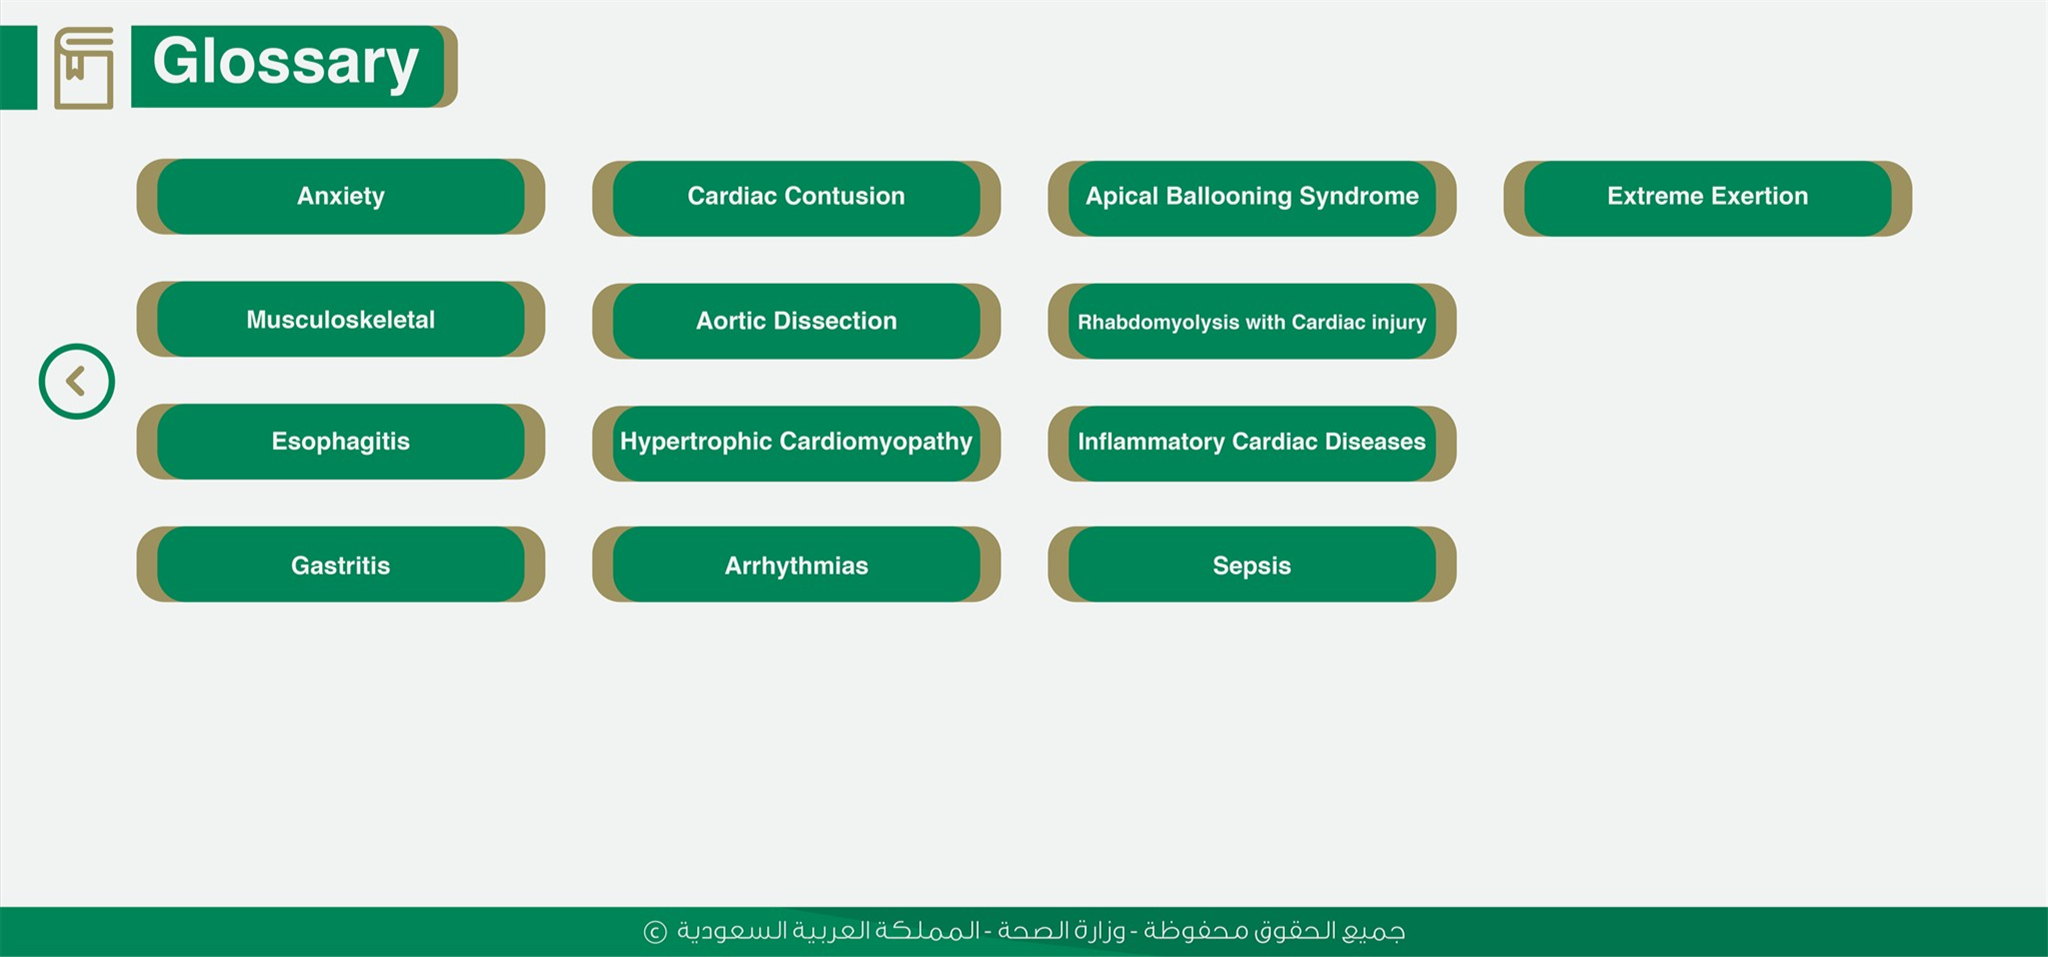 Glossary
Anxiety
Cardiac Contusion
Apical Ballooning Syndrome
Extreme Exertion
Musculoskeletal
Aortic Dissection
Rhabdomyolysis with Cardiac injury
Esophagitis
Hypertrophic Cardiomyopathy
Inflammatory Cardiac Diseases
Gastritis
Arrhythmias
Sepsis
جميع الحقوق محفوظة - وزارة الصحة - المملكة العربية السعودية ©